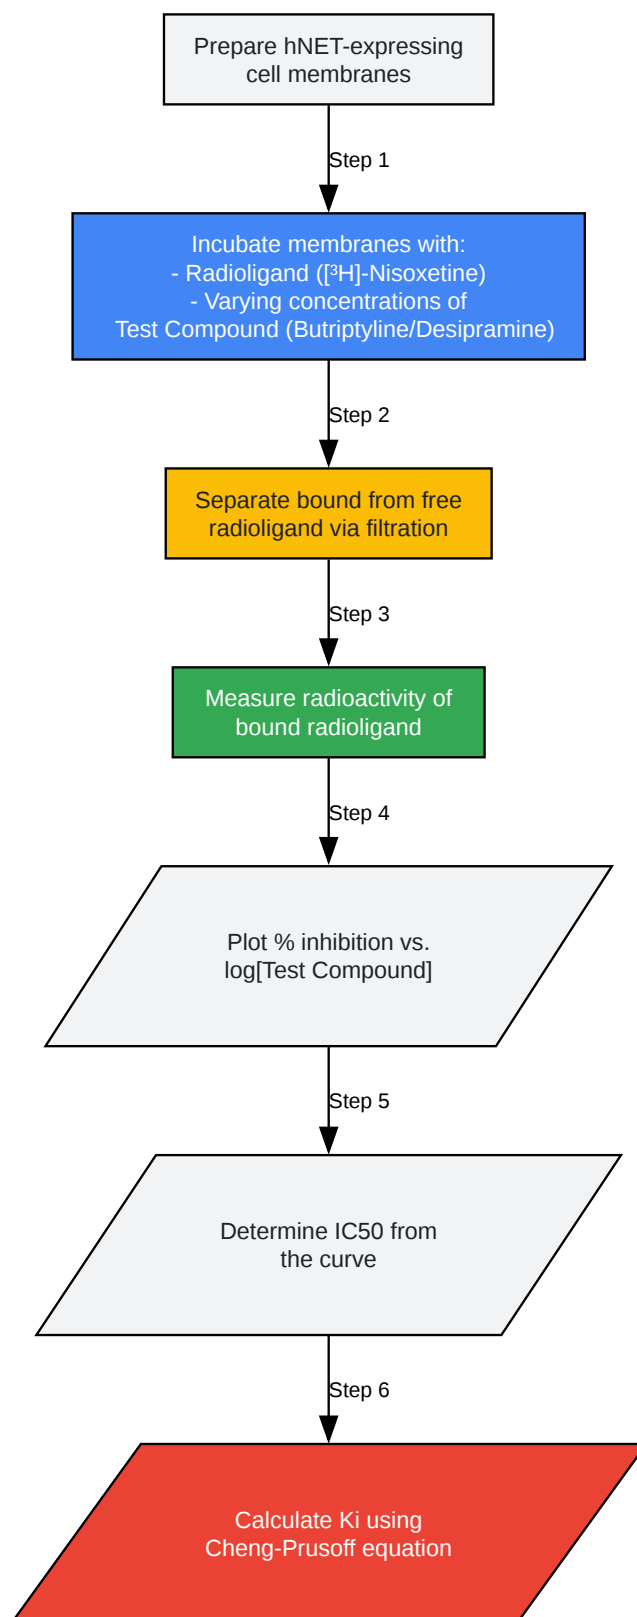 Prepare hNET-expressing
cell membranes
Step 1
Incubate membranes with:
- Radioligand ([³H]-Nisoxetine)
- Varying concentrations of
Test Compound (Butriptyline/Desipramine)
Step 2
Separate bound from free
radioligand via filtration
Step 3
Measure radioactivity of
bound radioligand
Step 4
Plot % inhibition vs.
log[Test Compound]
Step 5
Determine IC50 from
the curve
Step 6
Calculate Ki using
Cheng-Prusoff equation